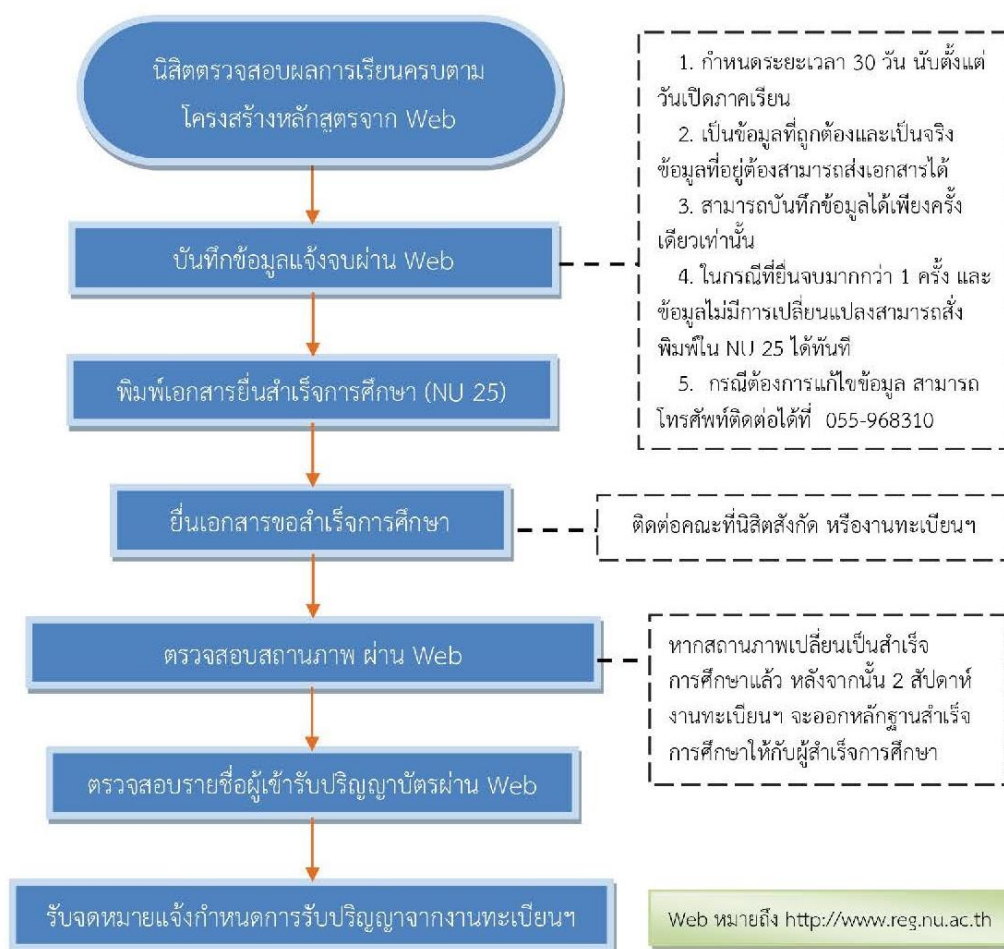 นิสิตตรวจสอบผลการเรียนครบตาม
โครงสร้างหลักสูตรจาก Web
บันทึกข้อมูลแจ้งจบผ่าน Web
1. กำหนดระยะเวลา 30 วัน นับตั้งแต่
วันเปิดภาคเรียน
2. เป็นข้อมูลที่ถูกต้องและเป็นจริง
ข้อมูลที่อยู่ต้องสามารถส่งเอกสารได้
3. สามารถบันทึกข้อมูลได้เพียงครั้ง
เดียวเท่านั้น
4. ในกรณีที่ยื่นจบมากกว่า 1 ครั้ง และ
ข้อมูลไม่มีการเปลี่ยนแปลงสามารถสั่ง
พิมพ์ใน NU 25 ได้ทันที
5. กรณีต้องการแก้ไขข้อมูล สามารถ
โทรศัพท์ติดต่อได้ที่ 055-968310
พิมพ์เอกสารยื่นสำเร็จการศึกษา (NU 25)
ยื่นเอกสารขอสำเร็จการศึกษา
ติดต่อคณะที่นิสิตสังกัด หรืองานทะเบียนฯ
ตรวจสอบสถานภาพ ผ่าน Web
หากสถานภาพเปลี่ยนเป็นสำเร็จ
การศึกษาแล้ว หลังจากนั้น 2 สัปดาห์
งานทะเบียนฯ จะออกหลักฐานสำเร็จ
การศึกษาให้กับผู้สำเร็จการศึกษา
ตรวจสอบรายชื่อผู้เข้ารับปริญญาบัตรผ่าน Web
รับจดหมายแจ้งกำหนดการรับปริญญาจากงานทะเบียนฯ
Web หมายถึง http://www.reg.nu.ac.th